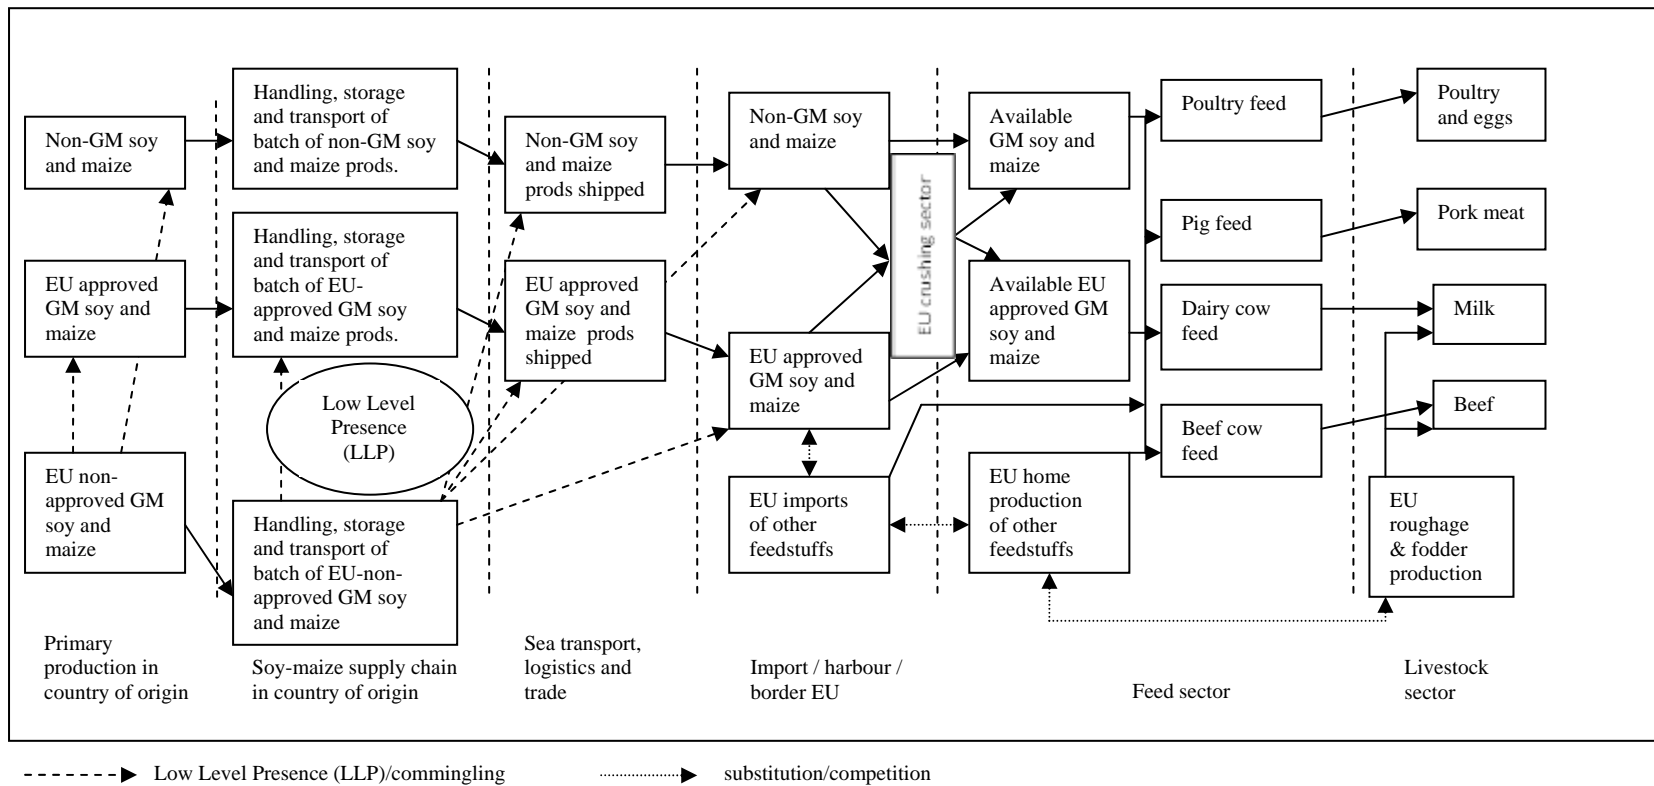 Non-GM soy
and maize
EU approved
GM soy and
maize
EU non-
approved GM
soy and
maize
Primary
production in
country of origin
Handling, storage
and transport of
batch of non-GM soy
and maize prods.
Handling, storage
and transport of
batch of EU-
approved GM soy
and maize prods.
Low Level
Presence
(LLP)
Handling, storage
and transport of
batch of EU-non-
approved GM soy
and maize
Soy-maize supply chain
in country of origin
Non-GM soy
and maize
prods shipped
EU approved
GM soy and
maize prods
shipped
Sea transport,
logistics and
trade
Non-GM soy
and maize
EU approved
GM soy and
maize
EU imports
of other
feedstuffs
Import / harbour /
border EU
EU crushing sector
Available
GM soy and
maize
Available EU
approved GM
soy and
maize
EU home
production
of other
feedstuffs
Poultry feed
Pig feed
Dairy cow
feed
Beef cow
feed
Feed sector
Poultry
and eggs
Pork meat
Milk
Beef
EU
roughage
& fodder
production
Livestock
sector
Low Level Presence (LLP)/commingling
substitution/competition